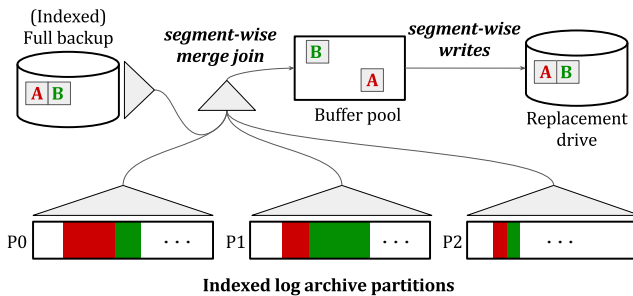 (Indexed)
Full backup
A B
segment-wise
merge join
B
A
Buffer pool
segment-wise
writes
A B
Replacement
drive
P0 · · ·
P1 · · ·
P2 · · ·
Indexed log archive partitions